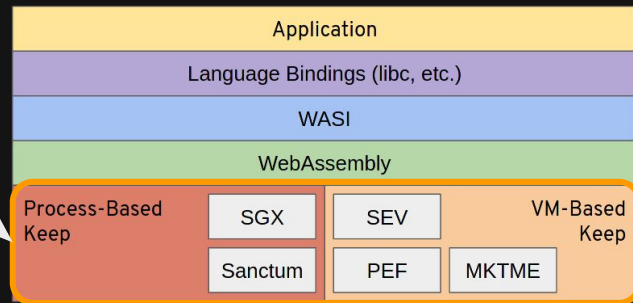 Application
Language Bindings (libc, etc.)
WASI
WebAssembly
Process-Based
Keep
SGX
Sanctum
SEV
PEF
MKTME
VM-Based
Keep